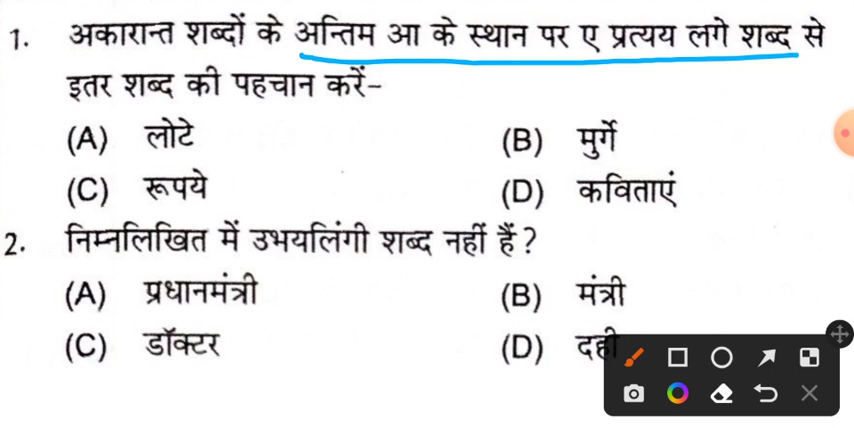 1. अकारान्त शब्दों के अन्तिम आ के स्थान पर ए प्रत्यय लगे शब्द से
इतर शब्द की पहचान करें–
(A) लोटे (B) मुर्गे
(C) रूपये (D) कविताएं
2. निम्नलिखित में उभयलिंगी शब्द नहीं हैं?
(A) प्रधानमंत्री (B) मंत्री
(C) डॉक्टर (D) दही